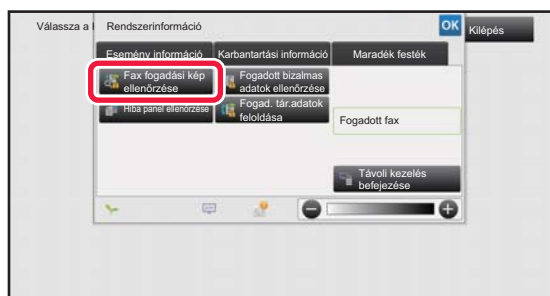 Válassza a
Rendszerinformáció
OK
Kilépés
Esemény információ
Karbantartási információ
Maradék festék
Fax fogadási kép
ellenőrzése
Fogadott bizalmas
adatok ellenőrzése
Hiba panel ellenőrzése
Fogad. tár.adatok
feloldása
Fogadott fax
Távoli kezelés
befejezése